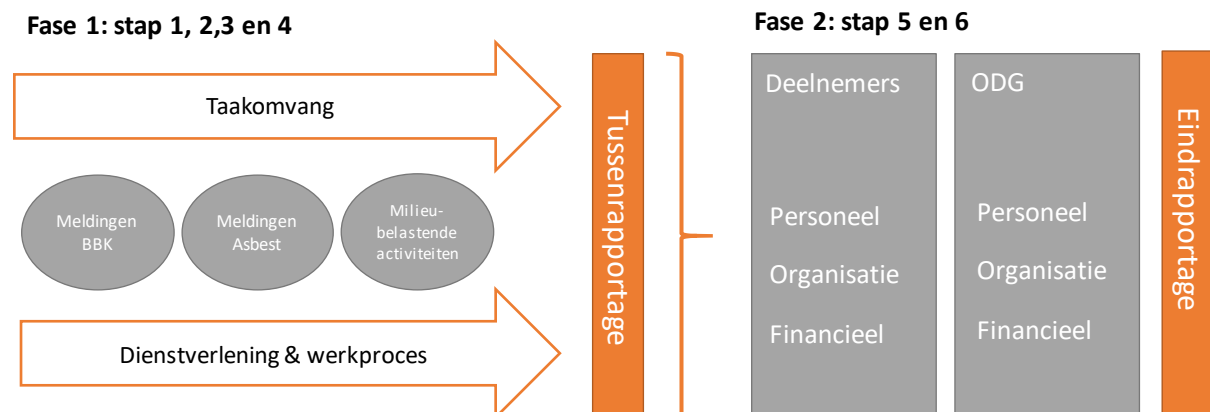 Fase 1: stap 1, 2,3 en 4
Taakomvang
Meldingen
BBK
Meldingen
Asbest
Milieu-
belastende
activiteiten
Dienstverlening & werkproces
Tussenrapportage
Fase 2: stap 5 en 6
Deelnemers
Personeel
Organisatie
Financieel
ODG
Personeel
Organisatie
Financieel
Eindrapportage